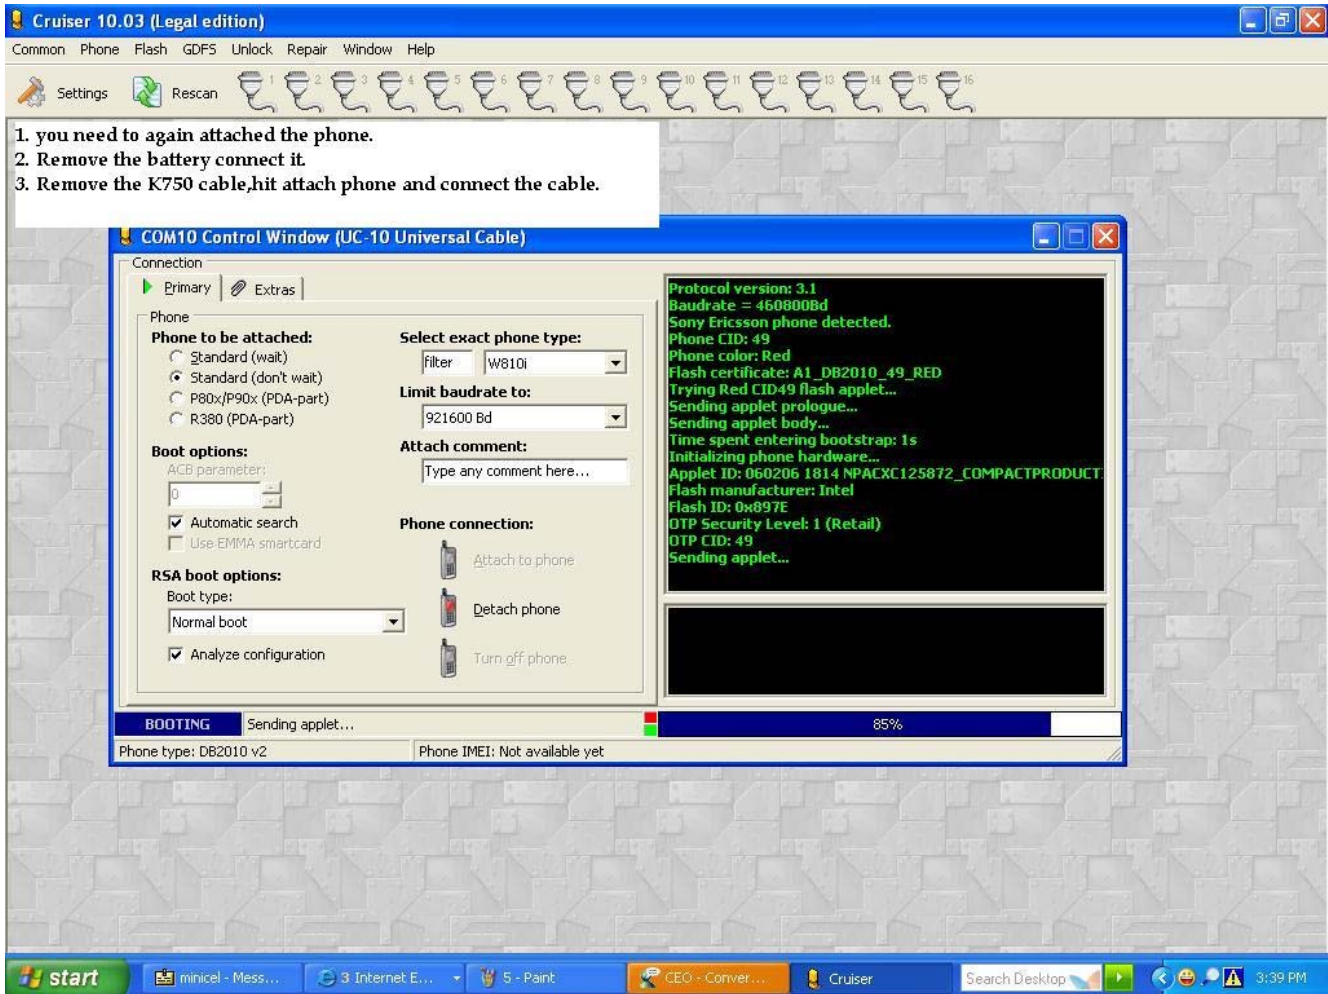 Cruiser 10.03 (Legal edition)
Common Phone Flash GDFS Unlock Repair Window Help
Settings Rescan 1 2 3 4 5 6 7 8 9 10 11 12 13 14 15 16
1. you need to again attached the phone.
2. Remove the battery connect it.
3. Remove the K750 cable,hit attach phone and connect the cable.
COM10 Control Window (UC-10 Universal Cable)
Connection
Primary Extras
Phone
Phone to be attached:
Standard (wait)
Standard (don't wait)
P80x/P90x (PDA-part)
R380 (PDA-part)
Boot options:
ACB parameter:
0
Automatic search
Use EMMA smartcard
RSA boot options:
Boot type:
Normal boot
Analyze configuration
Select exact phone type:
filter W810i
Limit baudrate to:
921600 Bd
Attach comment:
Type any comment here...
Phone connection:
Attach to phone
Detach phone
Turn off phone
Protocol version: 3.1
Baudrate = 460800Bd
Sony Ericsson phone detected.
Phone CID: 49
Phone color: Red
Flash certificate: A1_DB2010_49_RED
Trying Red CID49 flash applet...
Sending applet prologue...
Sending applet body...
Time spent entering bootstrap: 1s
Initializing phone hardware...
Applet ID: 060206 1814 NPACXC125872_COMPACTPRODUCT
Flash manufacturer: Intel
Flash ID: 0x897E
OTP Security Level: 1 (Retail)
OTP CID: 49
Sending applet...
BOOTING Sending applet... 85%
Phone type: DB2010 v2 Phone IMEI: Not available yet
start minicel - Mess... 3 Internet E... 5 - Paint CEO - Conver... Cruiser Search Desktop 3:39 PM